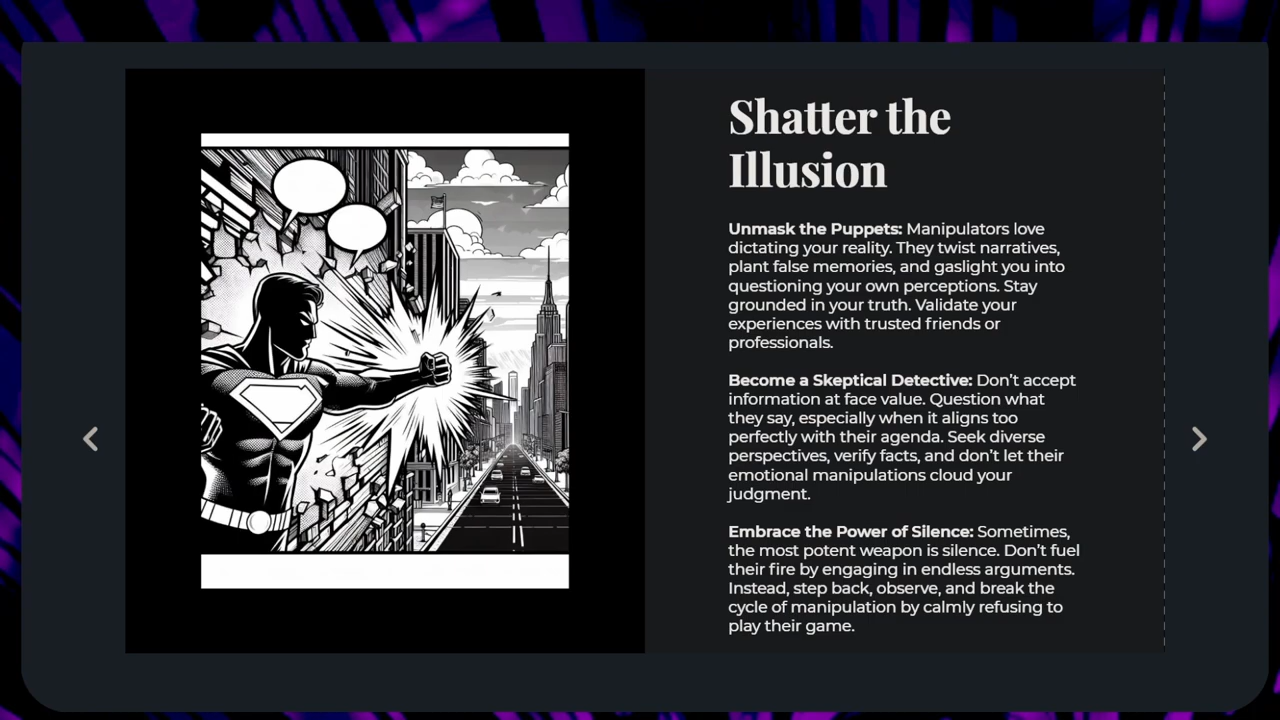 Shatter the
Illusion
Unmask the Puppets: Manipulators love
dictating your reality. They twist narratives,
plant false memories, and gaslight you into
questioning your own perceptions. Stay
grounded in your truth. Validate your
experiences with trusted friends or
professionals.
Become a Skeptical Detective: Don't accept
information at face value. Question what
they say, especially when it aligns too
perfectly with their agenda. Seek diverse
perspectives, verify facts, and don't let their
emotional manipulations cloud your
judgment.
Embrace the Power of Silence: Sometimes,
the most potent weapon is silence. Don't fuel
their fire by engaging in endless arguments.
Instead, step back, observe, and break the
cycle of manipulation by calmly refusing to
play their game.